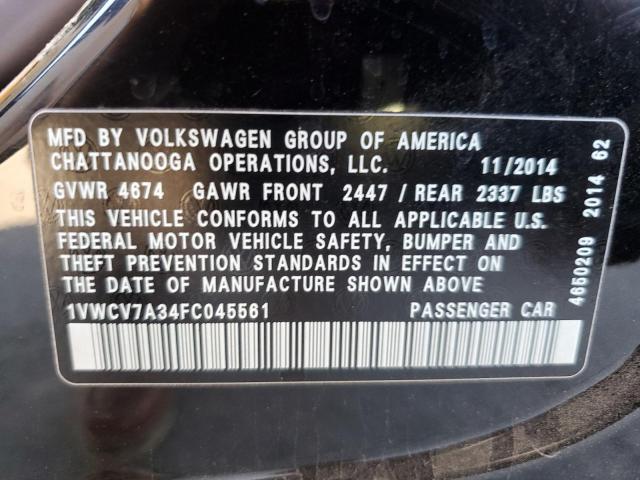 MFD BY VOLKSWAGEN GROUP OF AMERICA
CHATTANOOGA OPERATIONS, LLC. 11/2014
GVWR 4674 GAWR FRONT 2447 / REAR 2337 LBS
THIS VEHICLE CONFORMS TO ALL APPLICABLE U.S.
FEDERAL MOTOR VEHICLE SAFETY, BUMPER AND
THEFT PREVENTION STANDARDS IN EFFECT ON
THE DATE OF MANUFACTURE SHOWN ABOVE
1VWCV7A34FC045561 PASSENGER CAR
4650209 2014 62